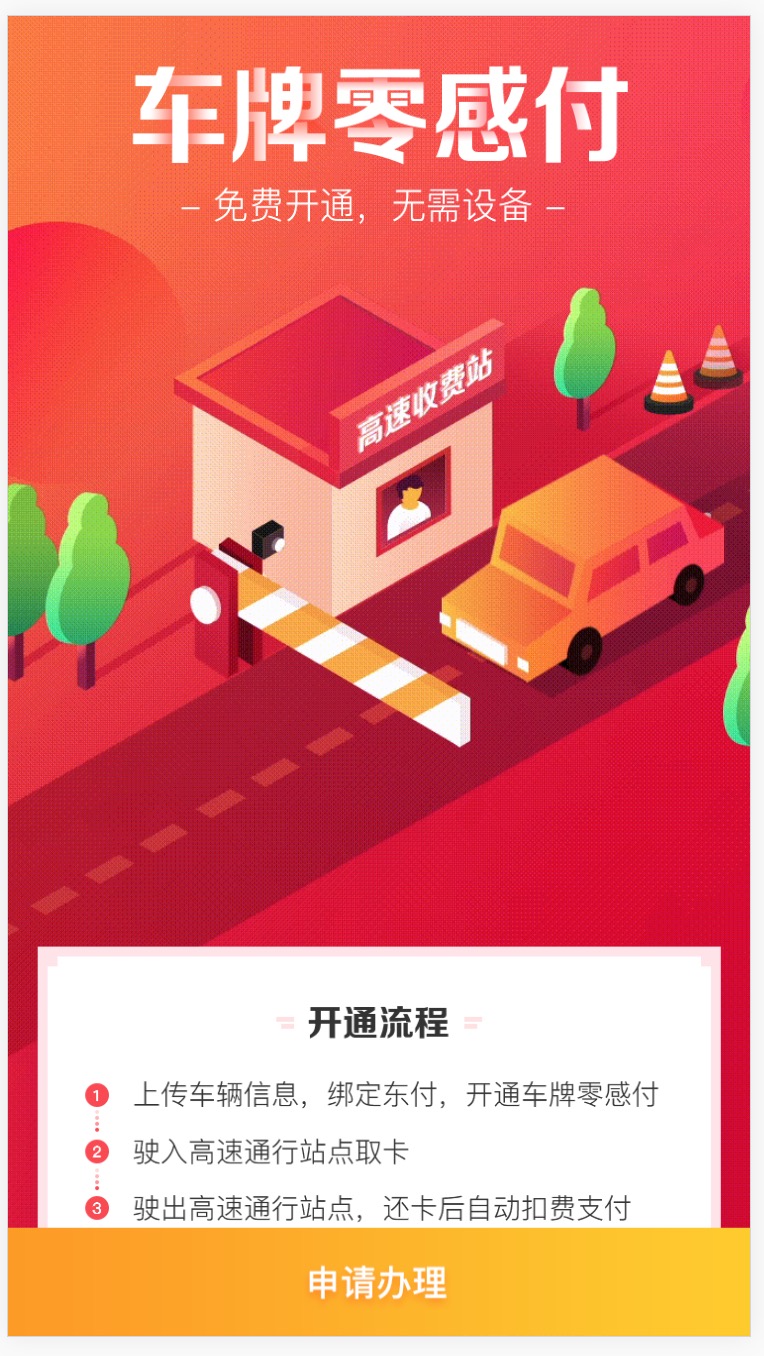 车牌零感付
– 免费开通，无需设备 –
高速收费站
开通流程
1 上传车辆信息，绑定东付，开通车牌零感付
2 驶入高速通行站点取卡
3 驶出高速通行站点，还卡后自动扣费支付
申请办理